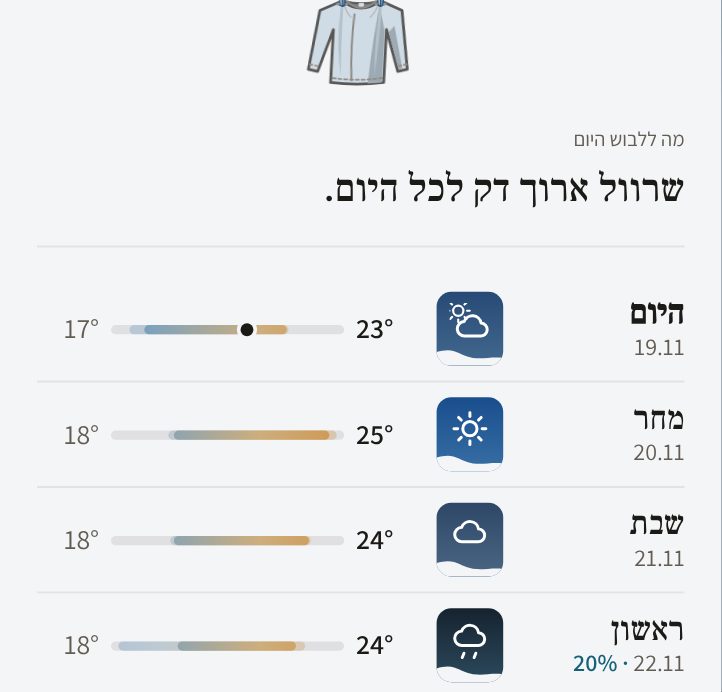 מה ללבוש היום
שרוול ארוך דק לכל היום.
היום
19.11
23°
17°
מחר
20.11
25°
18°
שבת
21.11
24°
18°
ראשון
22.11 · 20%
24°
18°